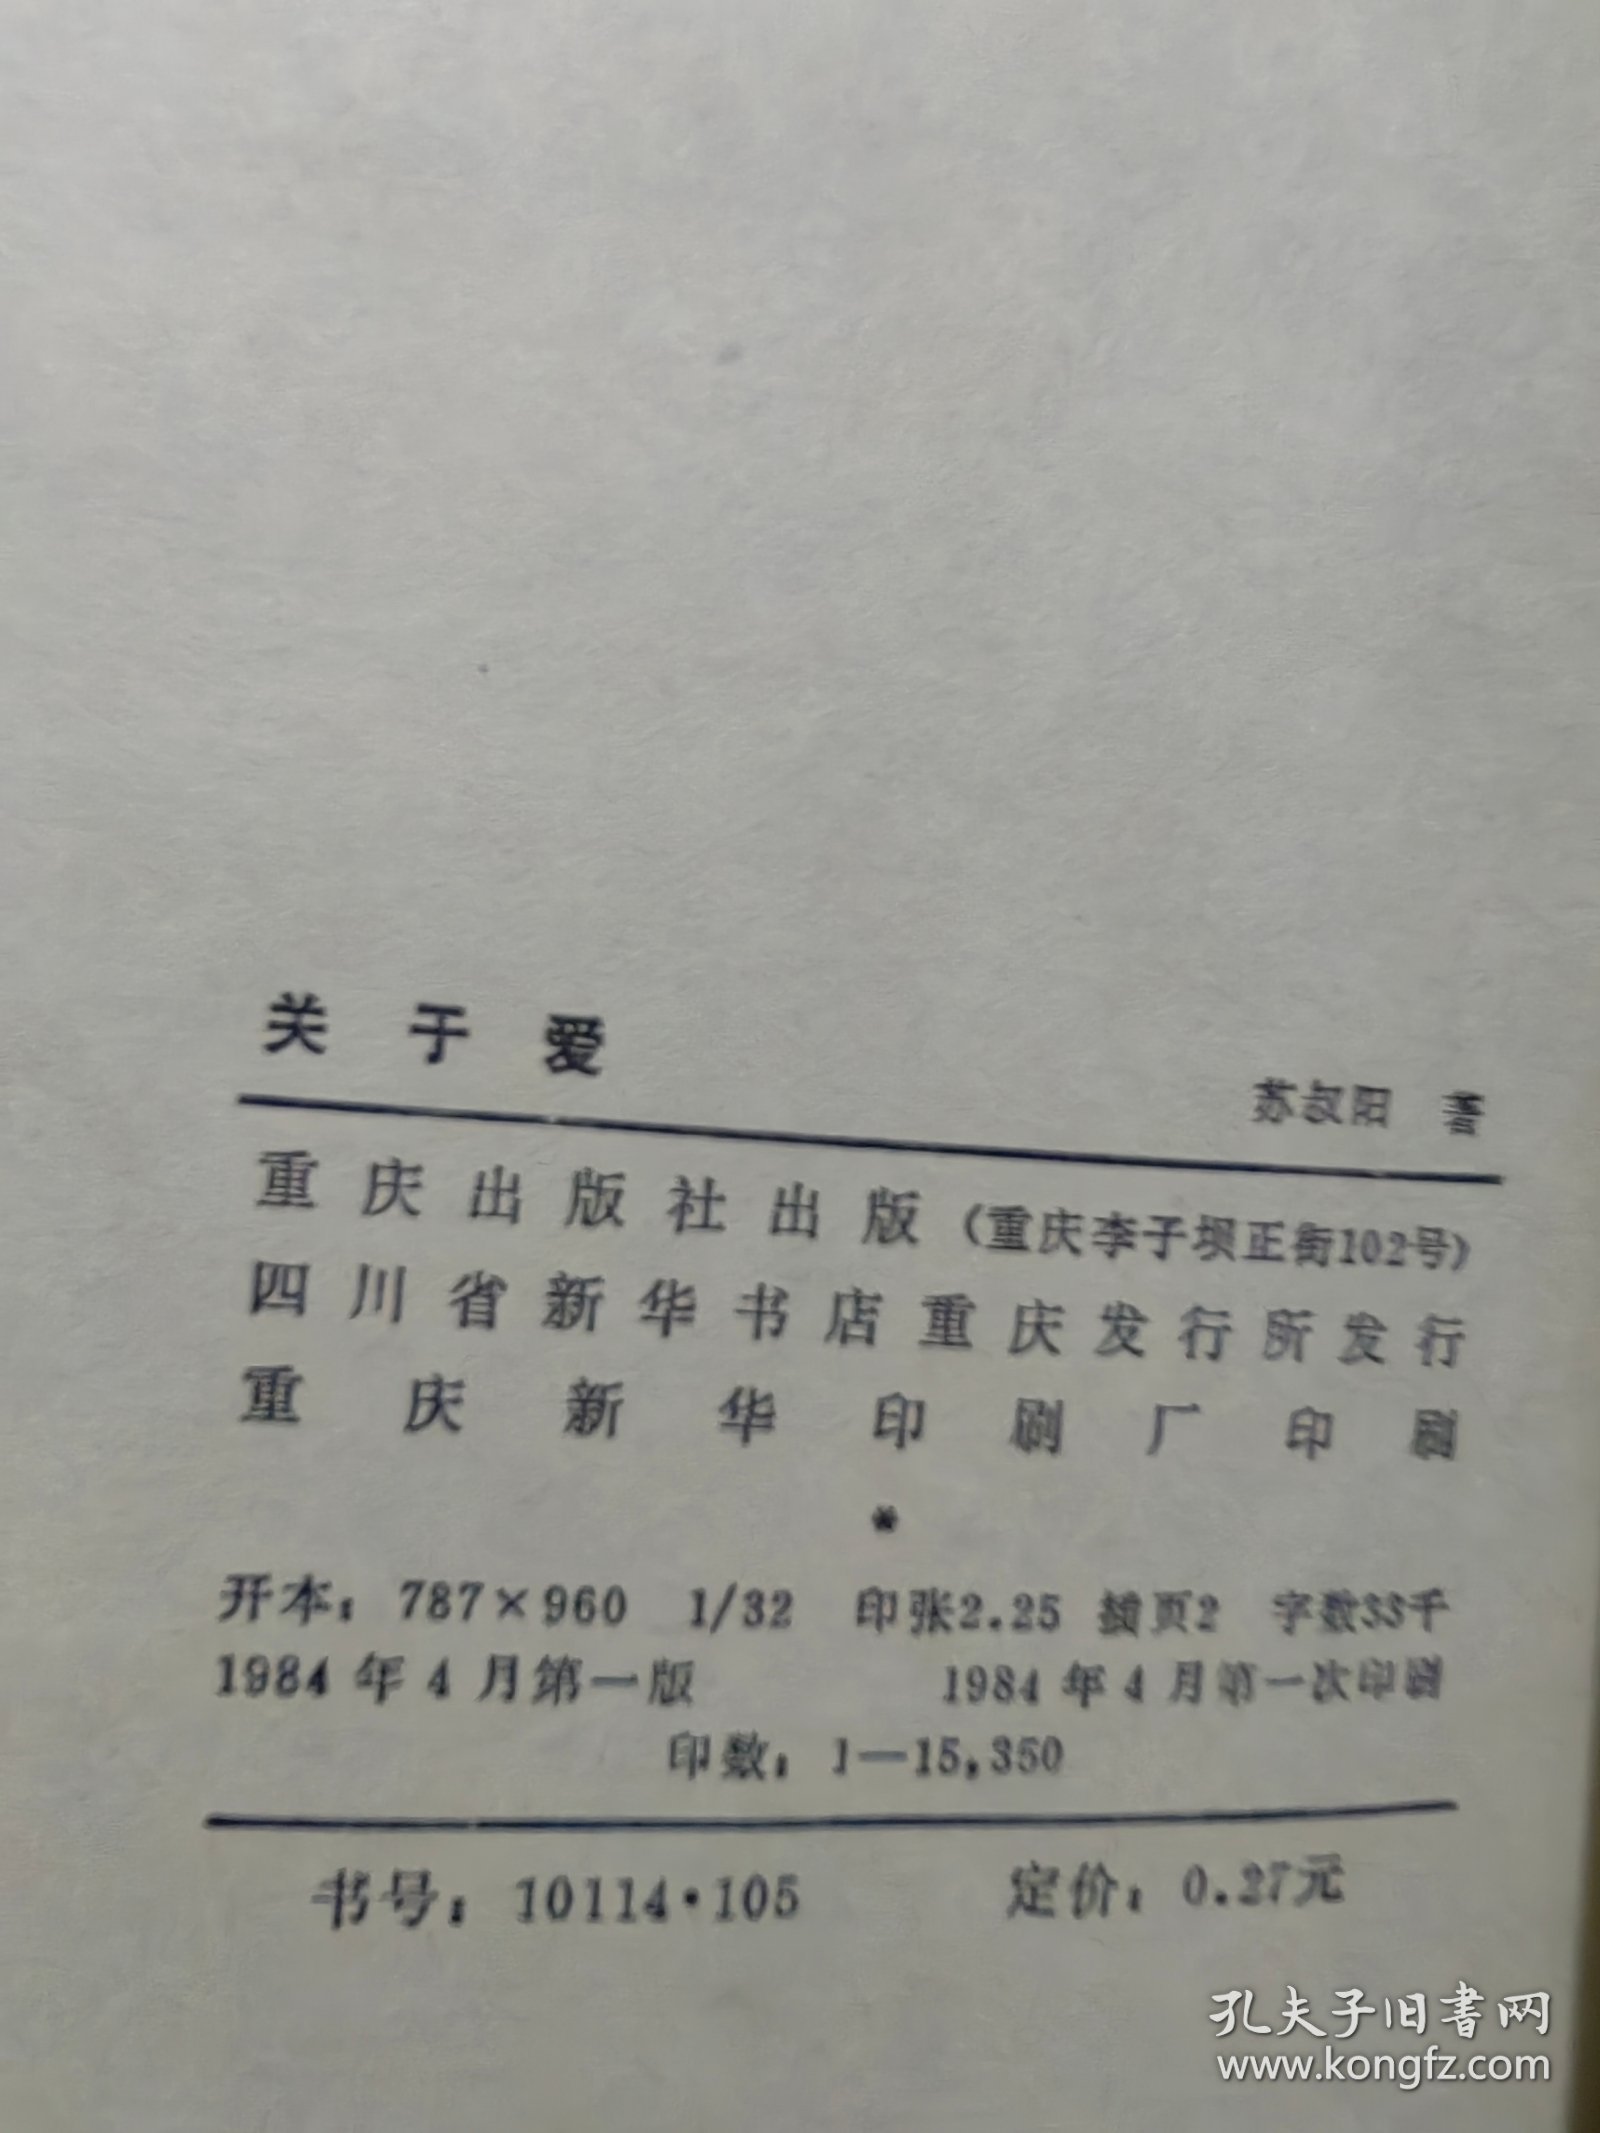 关于爱
苏叔阳 著
重庆出版社出版（重庆李子坝正街102号）
四川省新华书店重庆发行所发行
重庆新华印刷厂印刷
*
开本：787×960 1/32 印张2.25 插页2 字数33千
1984年4月第一版 1984年4月第一次印刷
印数：1—15,350
书号：10114·105 定价：0.27元
孔夫子旧書网
www.kongfz.com